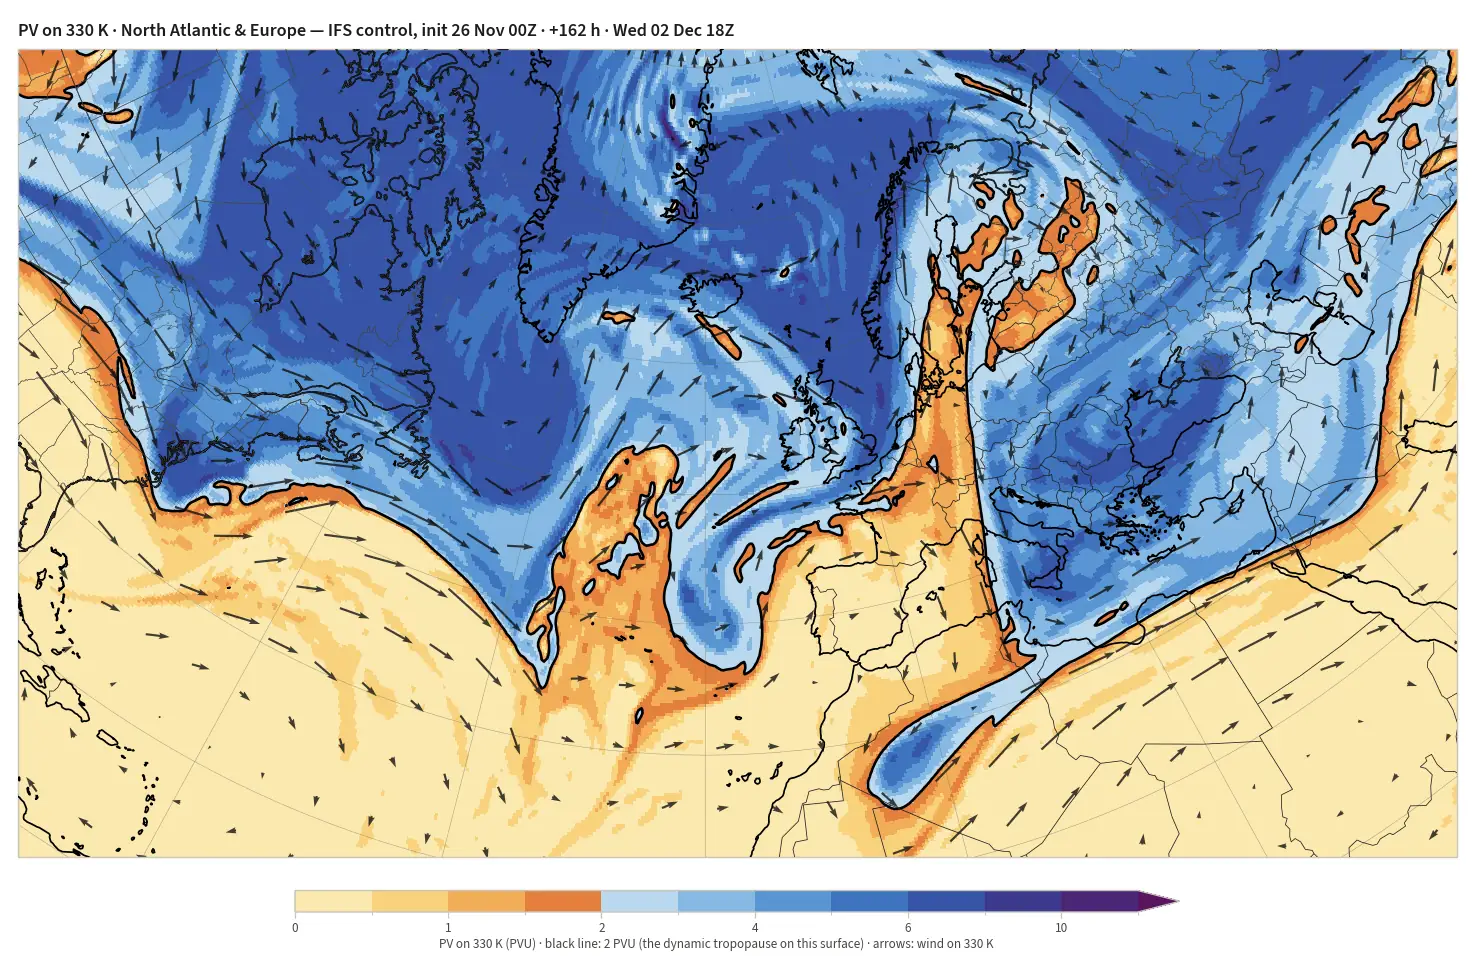 PV on 330 K · North Atlantic & Europe — IFS control, init 26 Nov 00Z · +162 h · Wed 02 Dec 18Z
0 1 2 4 6 10
PV on 330 K (PVU) · black line: 2 PVU (the dynamic tropopause on this surface) · arrows: wind on 330 K